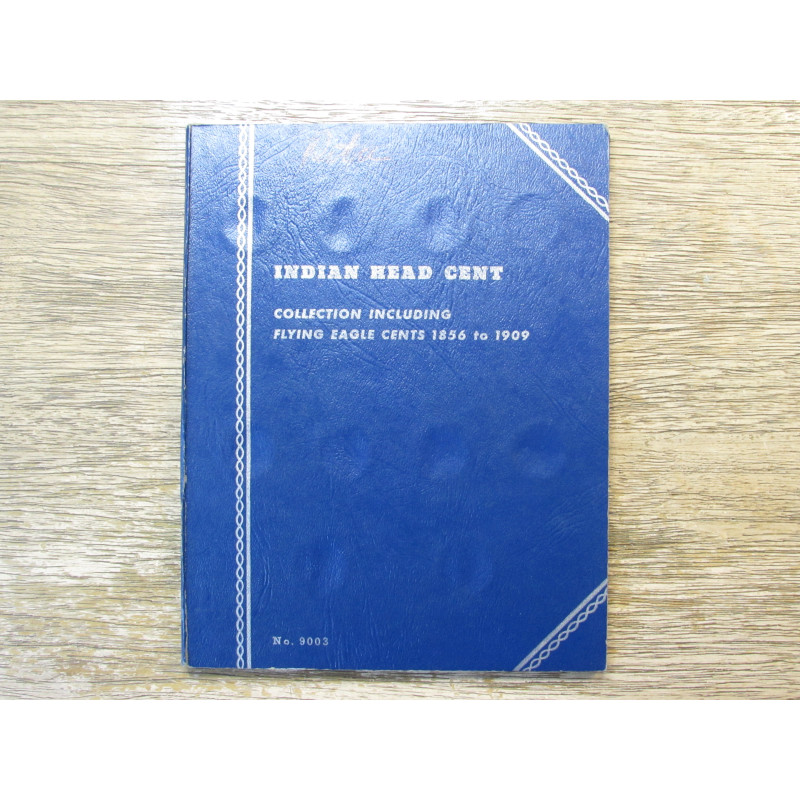 INDIAN HEAD CENT
COLLECTION INCLUDING
FLYING EAGLE CENTS 1856 to 1909
No. 9003